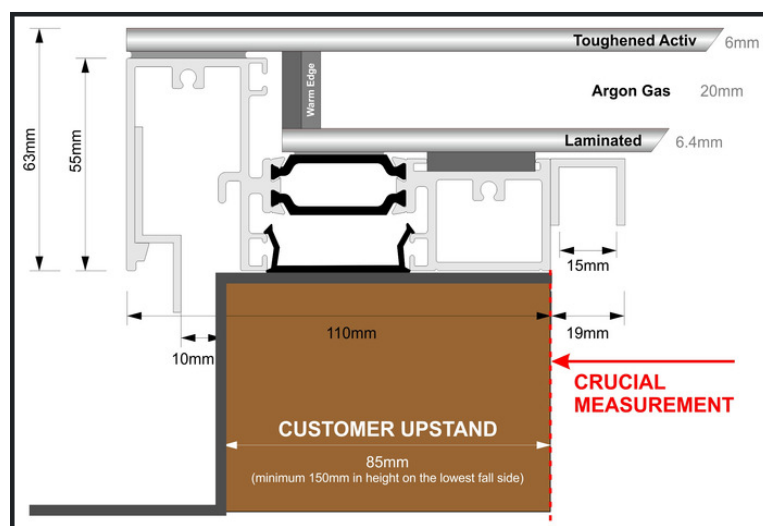 Toughened Activ
6mm
Warm Edge
Argon Gas
20mm
Laminated
6.4mm
63mm
55mm
15mm
110mm
19mm
10mm
CRUCIAL
MEASUREMENT
CUSTOMER UPSTAND
85mm
(minimum 150mm in height on the lowest fall side)